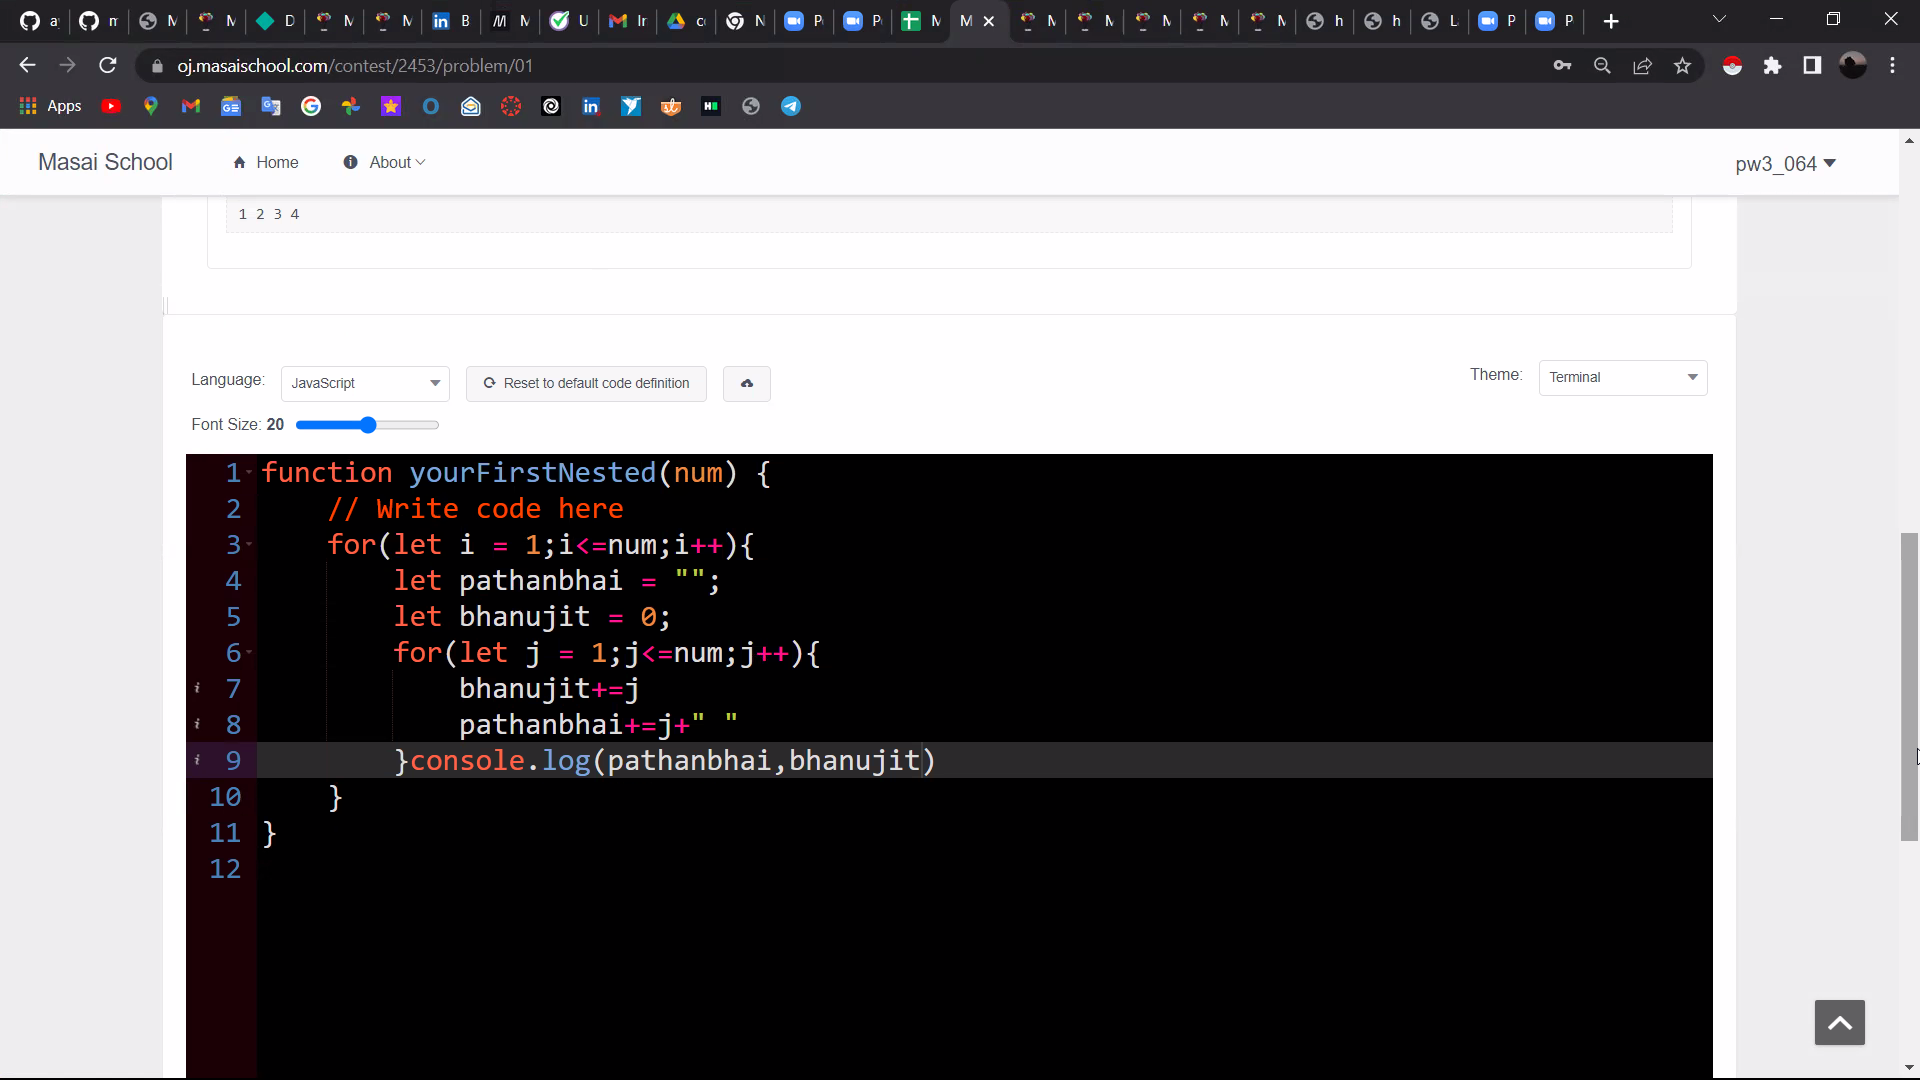 oj.masaischool.com/contest/2453/problem/01
Apps
Masai School
Home
About
pw3_064
1 2 3 4
Language:
JavaScript
Reset to default code definition
Theme:
Terminal
Font Size: 20
1 function yourFirstNested(num) {
2 // Write code here
3 for(let i = 1;i<=num;i++){
4 let pathanbhai = "";
5 let bhanujit = 0;
6 for(let j = 1;j<=num;j++){
7 bhanujit+=j
8 pathanbhai+=j+" "
9 }console.log(pathanbhai,bhanujit)
10 }
11 }
12